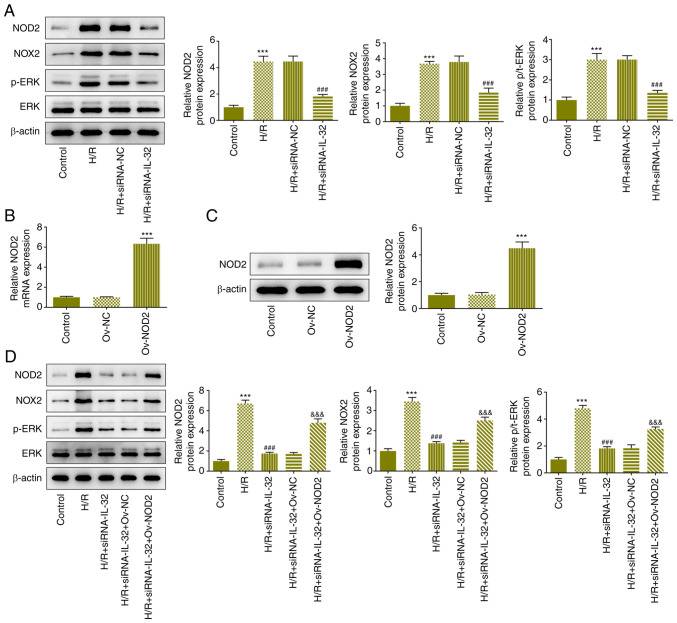 A
NOD2
NOX2
p-ERK
ERK
β-actin
Control
H/R
H/R+siRNA-NC
H/R+siRNA-IL-32
Relative NOD2
protein expression
6
4
2
0
***
###
Control
H/R
H/R+siRNA-NC
H/R+siRNA-IL-32
Relative NOX2
protein expression
5
4
3
2
1
0
***
###
Control
H/R
H/R+siRNA-NC
H/R+siRNA-IL-32
Relative p/t-ERK
protein expression
4
3
2
1
0
***
###
Control
H/R
H/R+siRNA-NC
H/R+siRNA-IL-32
B
Relative NOD2
mRNA expression
8
6
4
2
0
***
Control
Ov-NC
Ov-NOD2
C
NOD2
β-actin
Control
Ov-NC
Ov-NOD2
Relative NOD2
protein expression
6
4
2
0
***
Control
Ov-NC
Ov-NOD2
D
NOD2
NOX2
p-ERK
ERK
β-actin
Control
H/R
H/R+siRNA-IL-32
H/R+siRNA-IL-32+Ov-NC
H/R+siRNA-IL-32+Ov-NOD2
Relative NOD2
protein expression
8
6
4
2
0
***
###
&&&
Control
H/R
H/R+siRNA-IL-32
H/R+siRNA-IL-32+Ov-NC
H/R+siRNA-IL-32+Ov-NOD2
Relative NOX2
protein expression
4
3
2
1
0
***
###
&&&
Control
H/R
H/R+siRNA-IL-32
H/R+siRNA-IL-32+Ov-NC
H/R+siRNA-IL-32+Ov-NOD2
Relative p/t-ERK
protein expression
6
4
2
0
***
###
&&&
Control
H/R
H/R+siRNA-IL-32
H/R+siRNA-IL-32+Ov-NC
H/R+siRNA-IL-32+Ov-NOD2